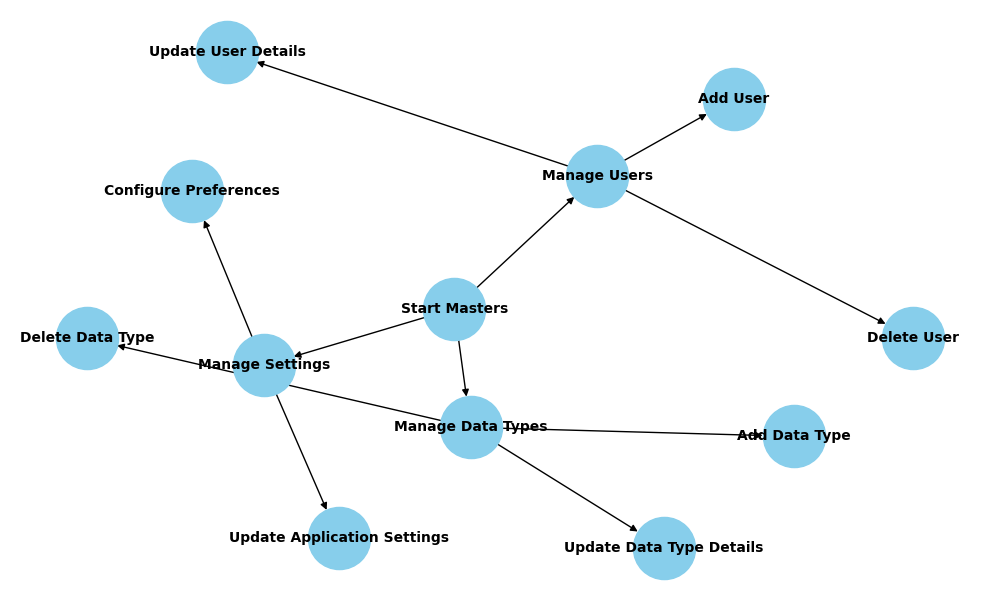 Update User Details
Add User
Manage Users
Configure Preferences
Start Masters
Delete Data Type
Delete User
Manage Settings
Manage Data Types
Add Data Type
Update Application Settings
Update Data Type Details